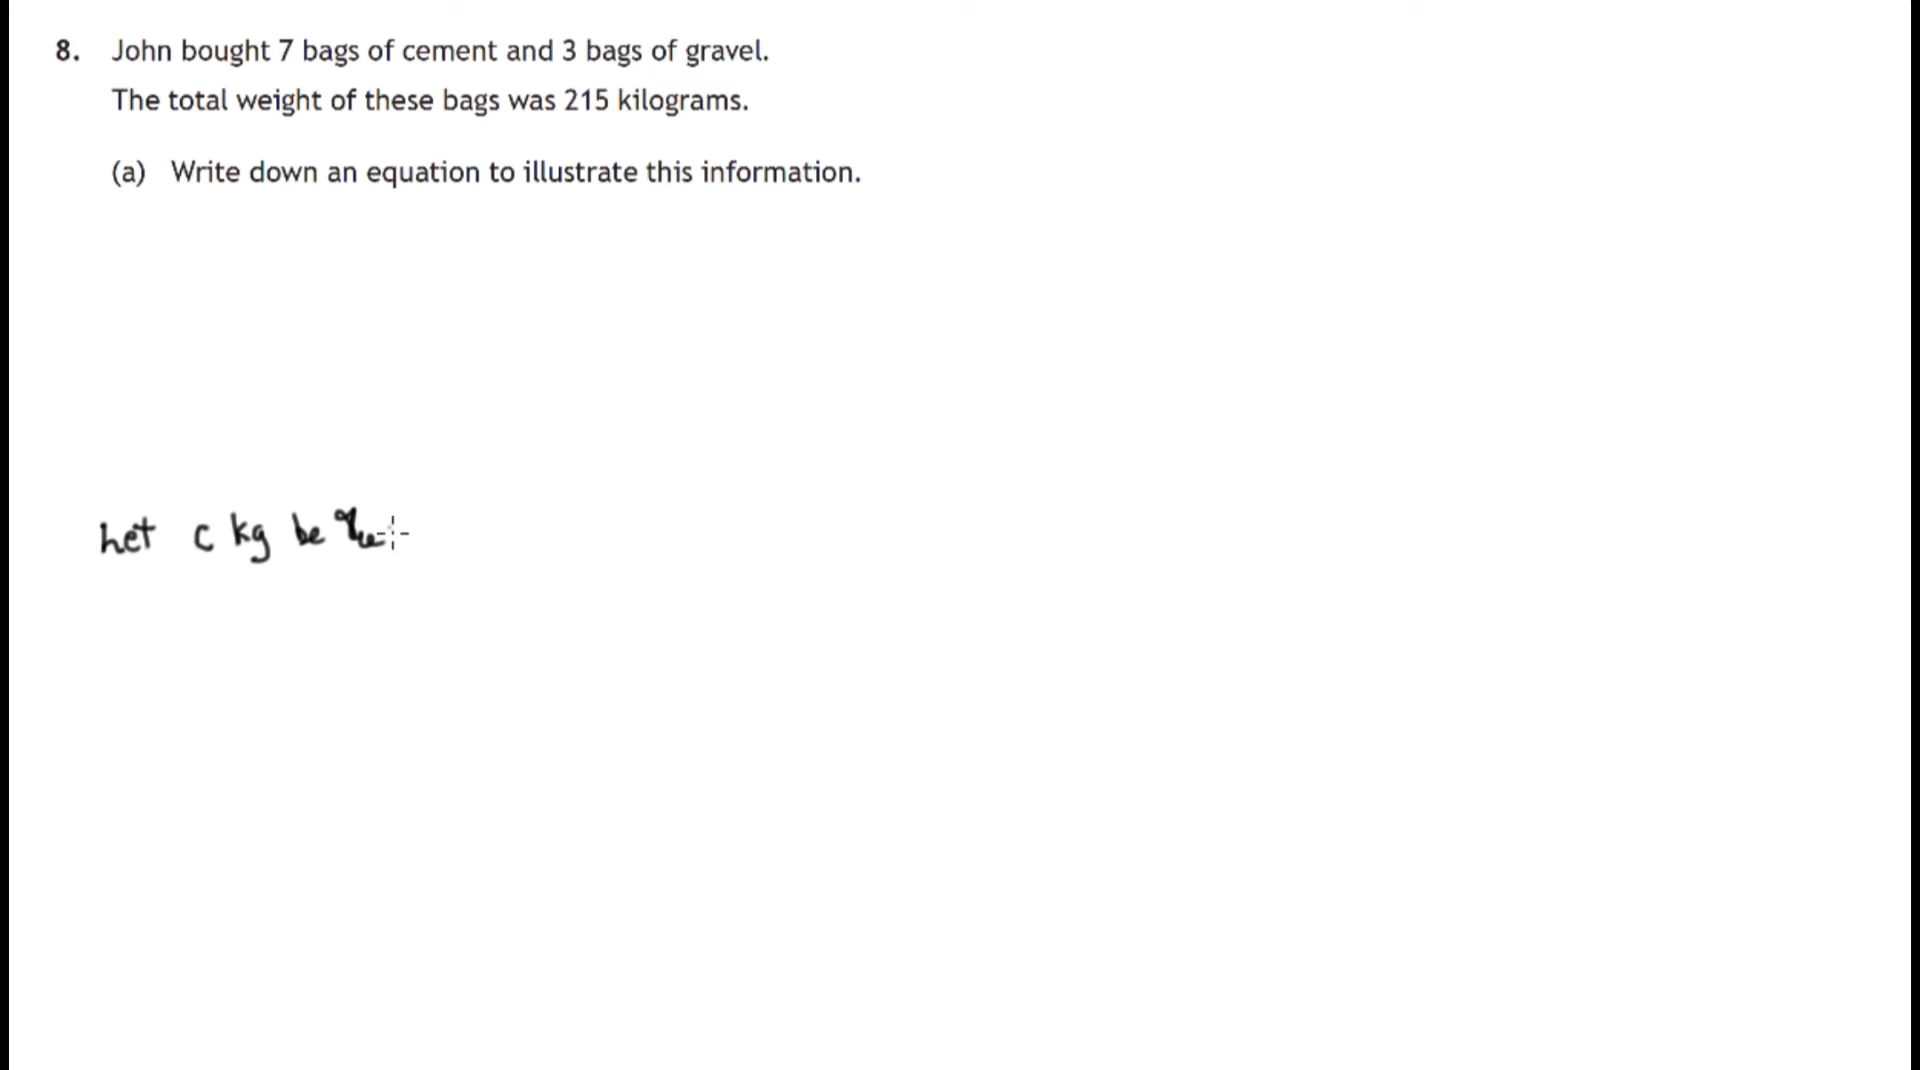 8. John bought 7 bags of cement and 3 bags of gravel.
The total weight of these bags was 215 kilograms.
(a) Write down an equation to illustrate this information.
Let c kg be the